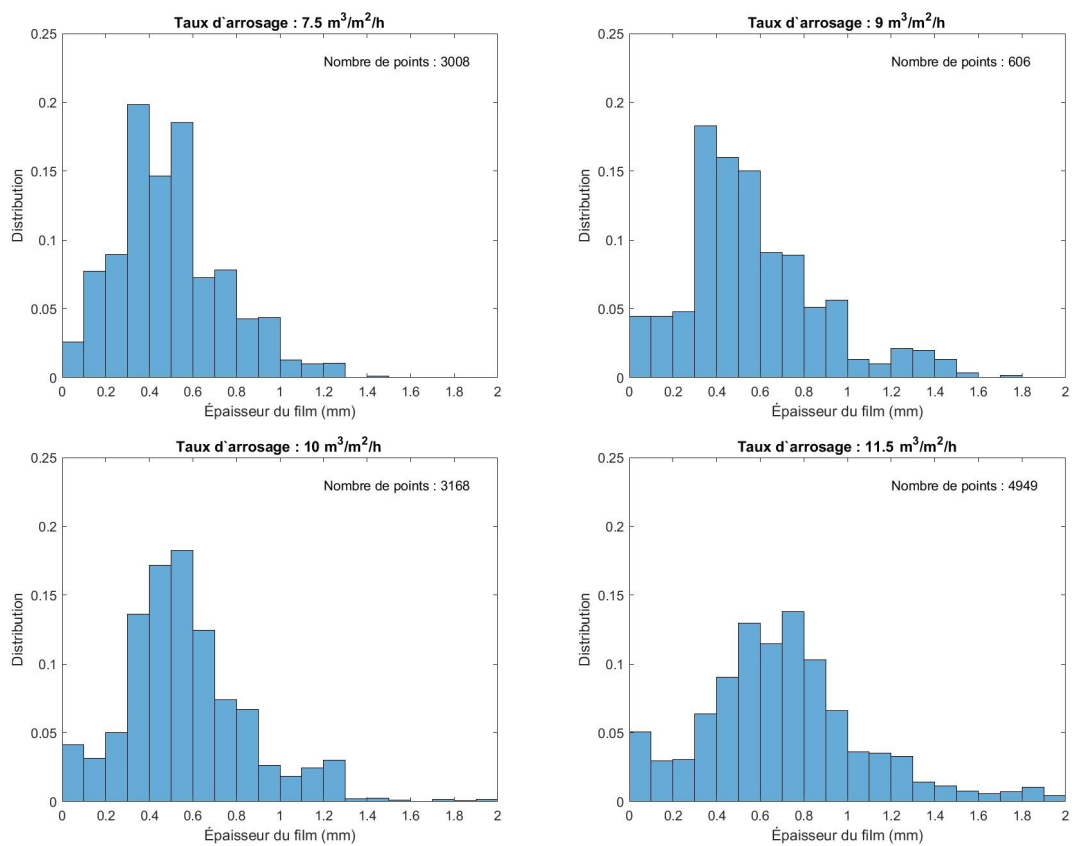 Taux d`arrosage : 7.5 m³/m²/h
Nombre de points : 3008
0.25
0.2
0.15
0.1
0.05
0
Distribution
0 0.2 0.4 0.6 0.8 1 1.2 1.4 1.6 1.8 2
Épaisseur du film (mm)
Taux d`arrosage : 9 m³/m²/h
Nombre de points : 606
0.25
0.2
0.15
0.1
0.05
0
Distribution
0 0.2 0.4 0.6 0.8 1 1.2 1.4 1.6 1.8 2
Épaisseur du film (mm)
Taux d`arrosage : 10 m³/m²/h
Nombre de points : 3168
0.25
0.2
0.15
0.1
0.05
0
Distribution
0 0.2 0.4 0.6 0.8 1 1.2 1.4 1.6 1.8 2
Épaisseur du film (mm)
Taux d`arrosage : 11.5 m³/m²/h
Nombre de points : 4949
0.25
0.2
0.15
0.1
0.05
0
Distribution
0 0.2 0.4 0.6 0.8 1 1.2 1.4 1.6 1.8 2
Épaisseur du film (mm)